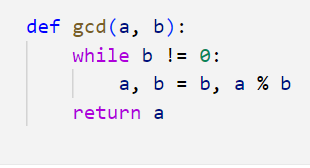 def gcd(a, b):
    while b != 0:
        a, b = b, a % b
    return a